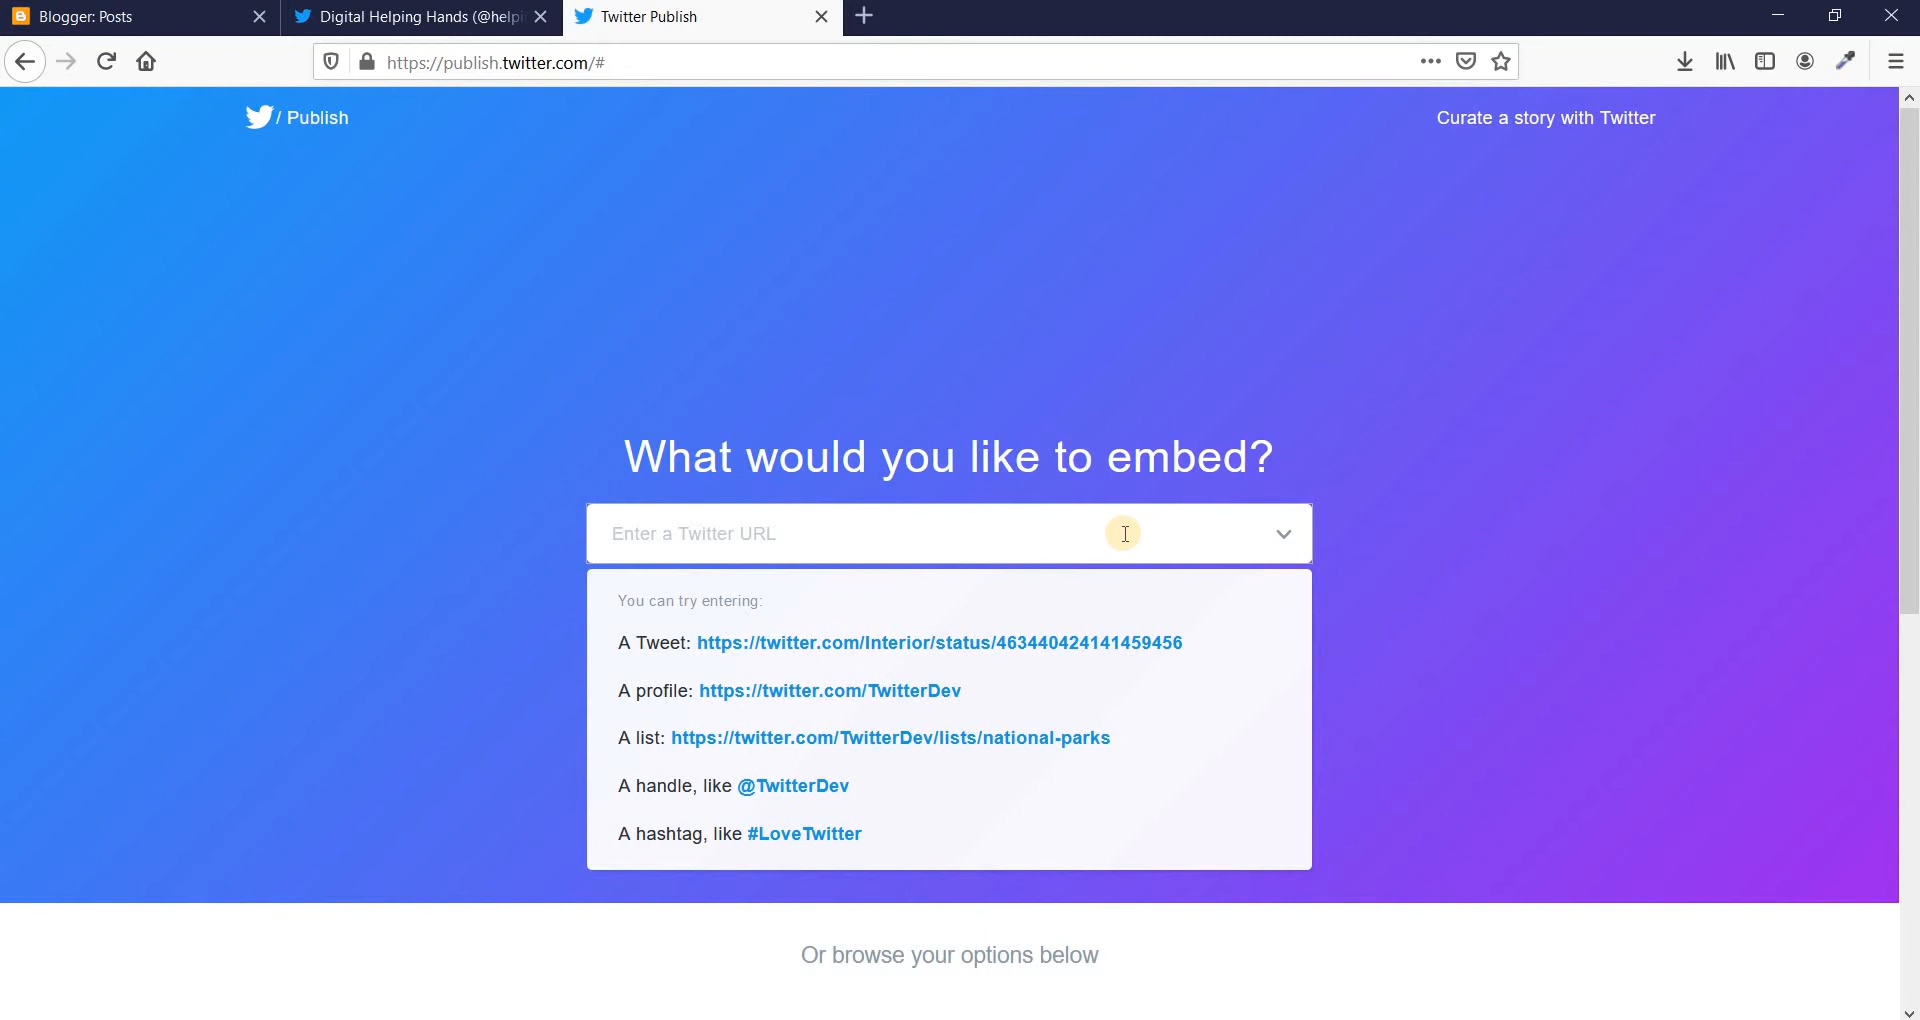 Blogger: Posts
Digital Helping Hands (@helpi
Twitter Publish
https://publish.twitter.com/#
/ Publish
Curate a story with Twitter
What would you like to embed?
Enter a Twitter URL
You can try entering:
A Tweet: https://twitter.com/Interior/status/463440424141459456
A profile: https://twitter.com/TwitterDev
A list: https://twitter.com/TwitterDev/lists/national-parks
A handle, like @TwitterDev
A hashtag, like #LoveTwitter
Or browse your options below